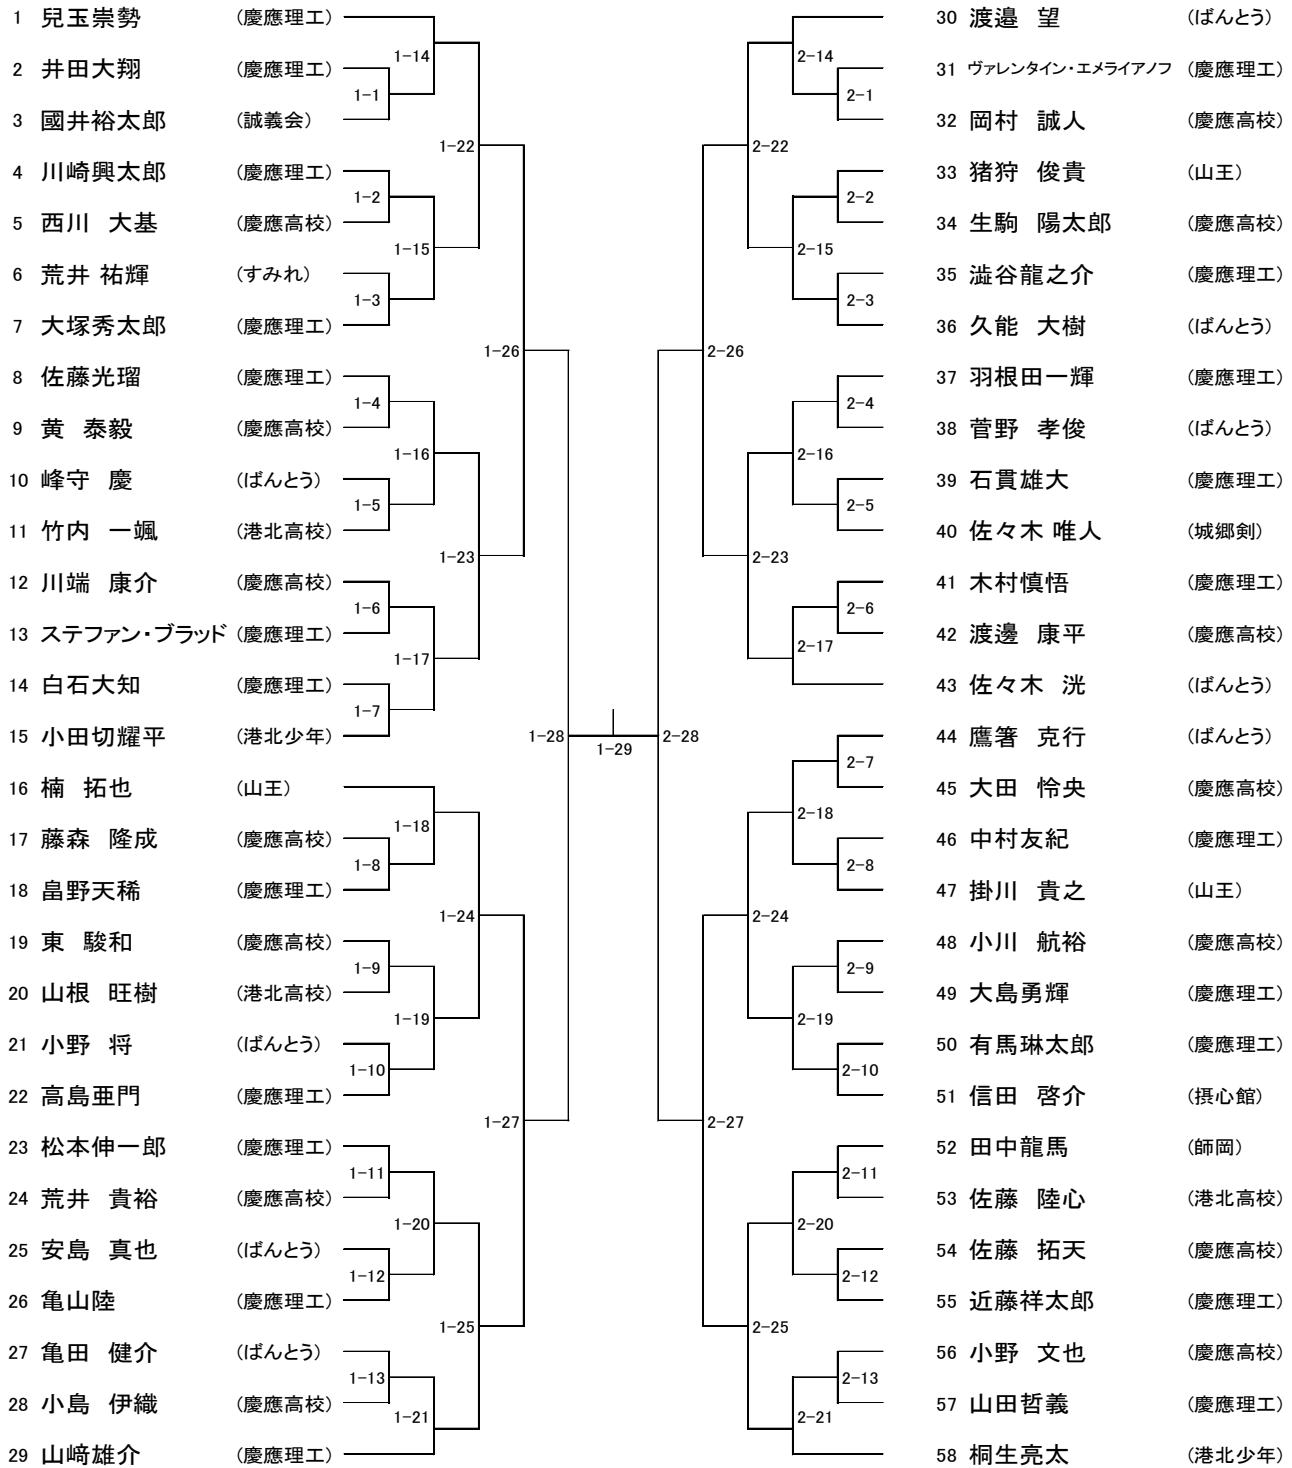 1 兒玉崇勢 (慶應理工)
2 井田大翔 (慶應理工)
3 國井裕太郎 (誠義会)
4 川崎興太郎 (慶應理工)
5 西川 大基 (慶應高校)
6 荒井 祐輝 (すみれ)
7 大塚秀太郎 (慶應理工)
8 佐藤光瑠 (慶應理工)
9 黄 泰毅 (慶應高校)
10 峰守 慶 (ばんとう)
11 竹内 一颯 (港北高校)
12 川端 康介 (慶應高校)
13 ステファン・ブラッド (慶應理工)
14 白石大知 (慶應理工)
15 小田切耀平 (港北少年)
16 楠 拓也 (山王)
17 藤森 隆成 (慶應高校)
18 畠野天稀 (慶應理工)
19 東 駿和 (慶應高校)
20 山根 旺樹 (港北高校)
21 小野 将 (ばんとう)
22 高島亜門 (慶應理工)
23 松本伸一郎 (慶應理工)
24 荒井 貴裕 (慶應高校)
25 安島 真也 (ばんとう)
26 亀山陸 (慶應理工)
27 亀田 健介 (ばんとう)
28 小島 伊織 (慶應高校)
29 山﨑雄介 (慶應理工)
1-1
1-2
1-3
1-4
1-5
1-6
1-7
1-8
1-9
1-10
1-11
1-12
1-13
1-14
1-15
1-16
1-17
1-18
1-19
1-20
1-21
1-22
1-23
1-24
1-25
1-26
1-27
1-28
1-29
2-28
2-26
2-27
2-22
2-23
2-24
2-25
2-14
2-15
2-16
2-17
2-18
2-19
2-20
2-21
2-1
2-2
2-3
2-4
2-5
2-6
2-7
2-8
2-9
2-10
2-11
2-12
2-13
30 渡邉 望 (ばんとう)
31 ヴァレンタイン・エメライアノフ (慶應理工)
32 岡村 誠人 (慶應高校)
33 猪狩 俊貴 (山王)
34 生駒 陽太郎 (慶應高校)
35 澁谷龍之介 (慶應理工)
36 久能 大樹 (ばんとう)
37 羽根田一輝 (慶應理工)
38 菅野 孝俊 (ばんとう)
39 石貫雄大 (慶應理工)
40 佐々木 唯人 (城郷剣)
41 木村慎悟 (慶應理工)
42 渡邊 康平 (慶應高校)
43 佐々木 洸 (ばんとう)
44 鷹箸 克行 (ばんとう)
45 大田 怜央 (慶應高校)
46 中村友紀 (慶應理工)
47 掛川 貴之 (山王)
48 小川 航裕 (慶應高校)
49 大島勇輝 (慶應理工)
50 有馬琳太郎 (慶應理工)
51 信田 啓介 (摂心館)
52 田中龍馬 (師岡)
53 佐藤 陸心 (港北高校)
54 佐藤 拓天 (慶應高校)
55 近藤祥太郎 (慶應理工)
56 小野 文也 (慶應高校)
57 山田哲義 (慶應理工)
58 桐生亮太 (港北少年)